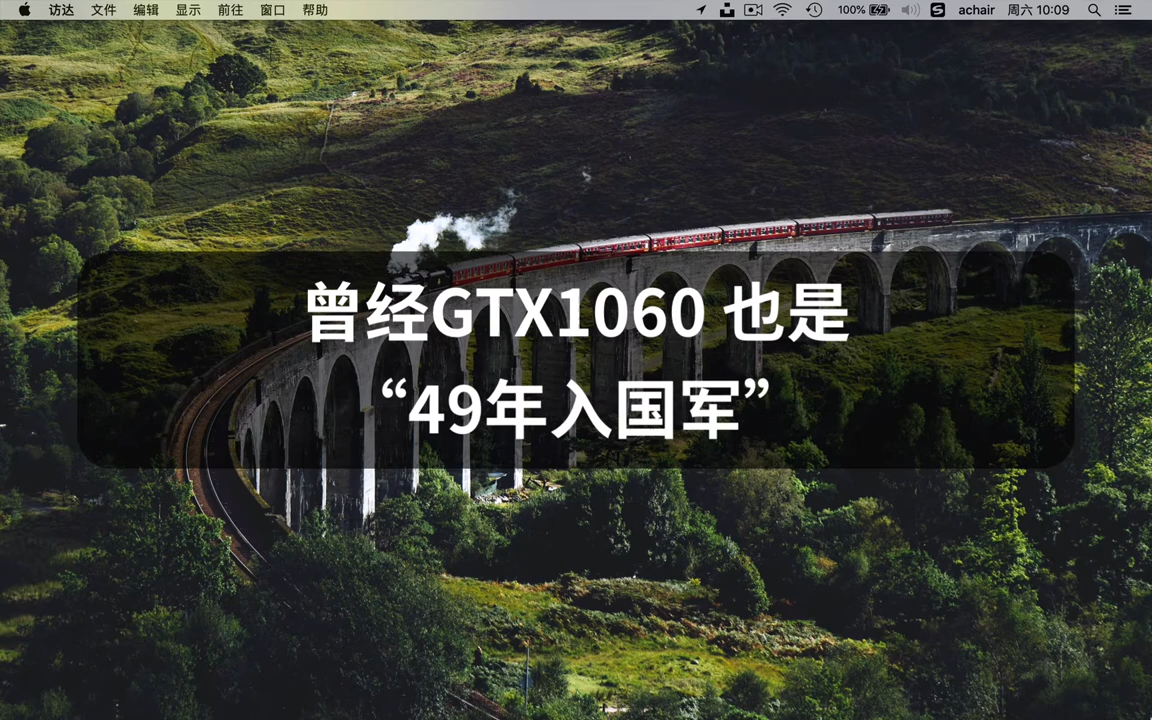 访达 文件 编辑 显示 前往 窗口 帮助 100% achair 周六 10:09
曾经GTX1060 也是
“49年入国军”